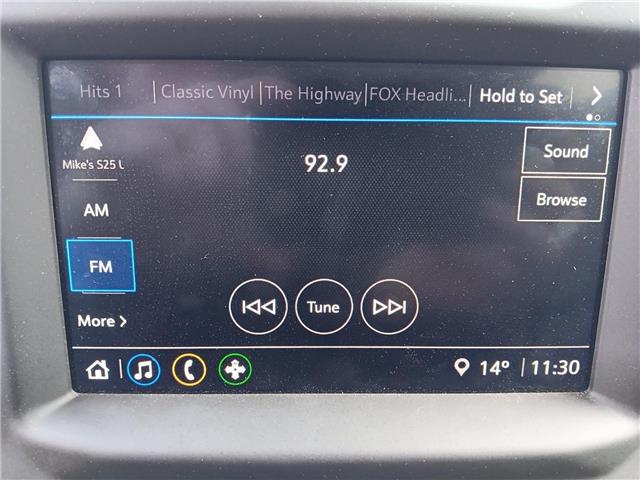 Hits 1 | Classic Vinyl | The Highway | FOX Headli... | Hold to Set
Mike's S25 U
92.9
Sound
AM
Browse
FM
Tune
More
14° | 11:30